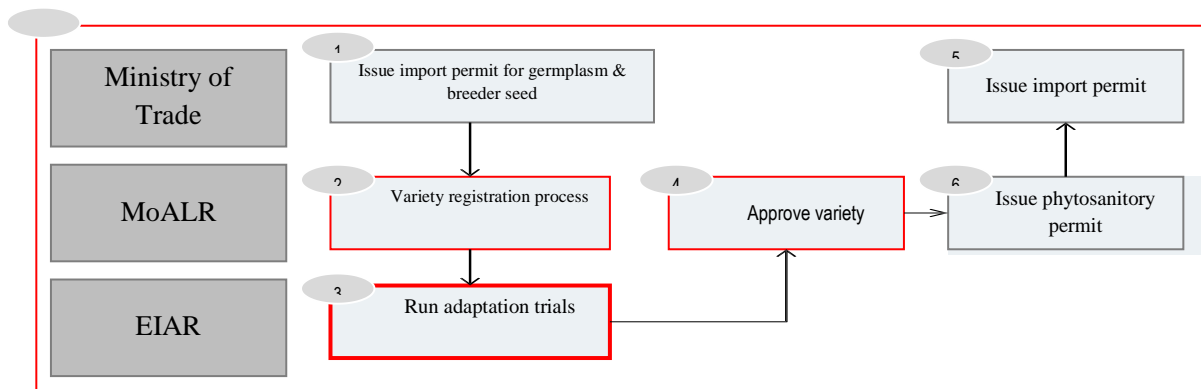 1
Issue import permit for germplasm &
breeder seed
5
Issue import permit
Ministry of
Trade
2
Variety registration process
4
Approve variety
6
Issue phytosanitory
permit
MoALR
3
Run adaptation trials
EIAR